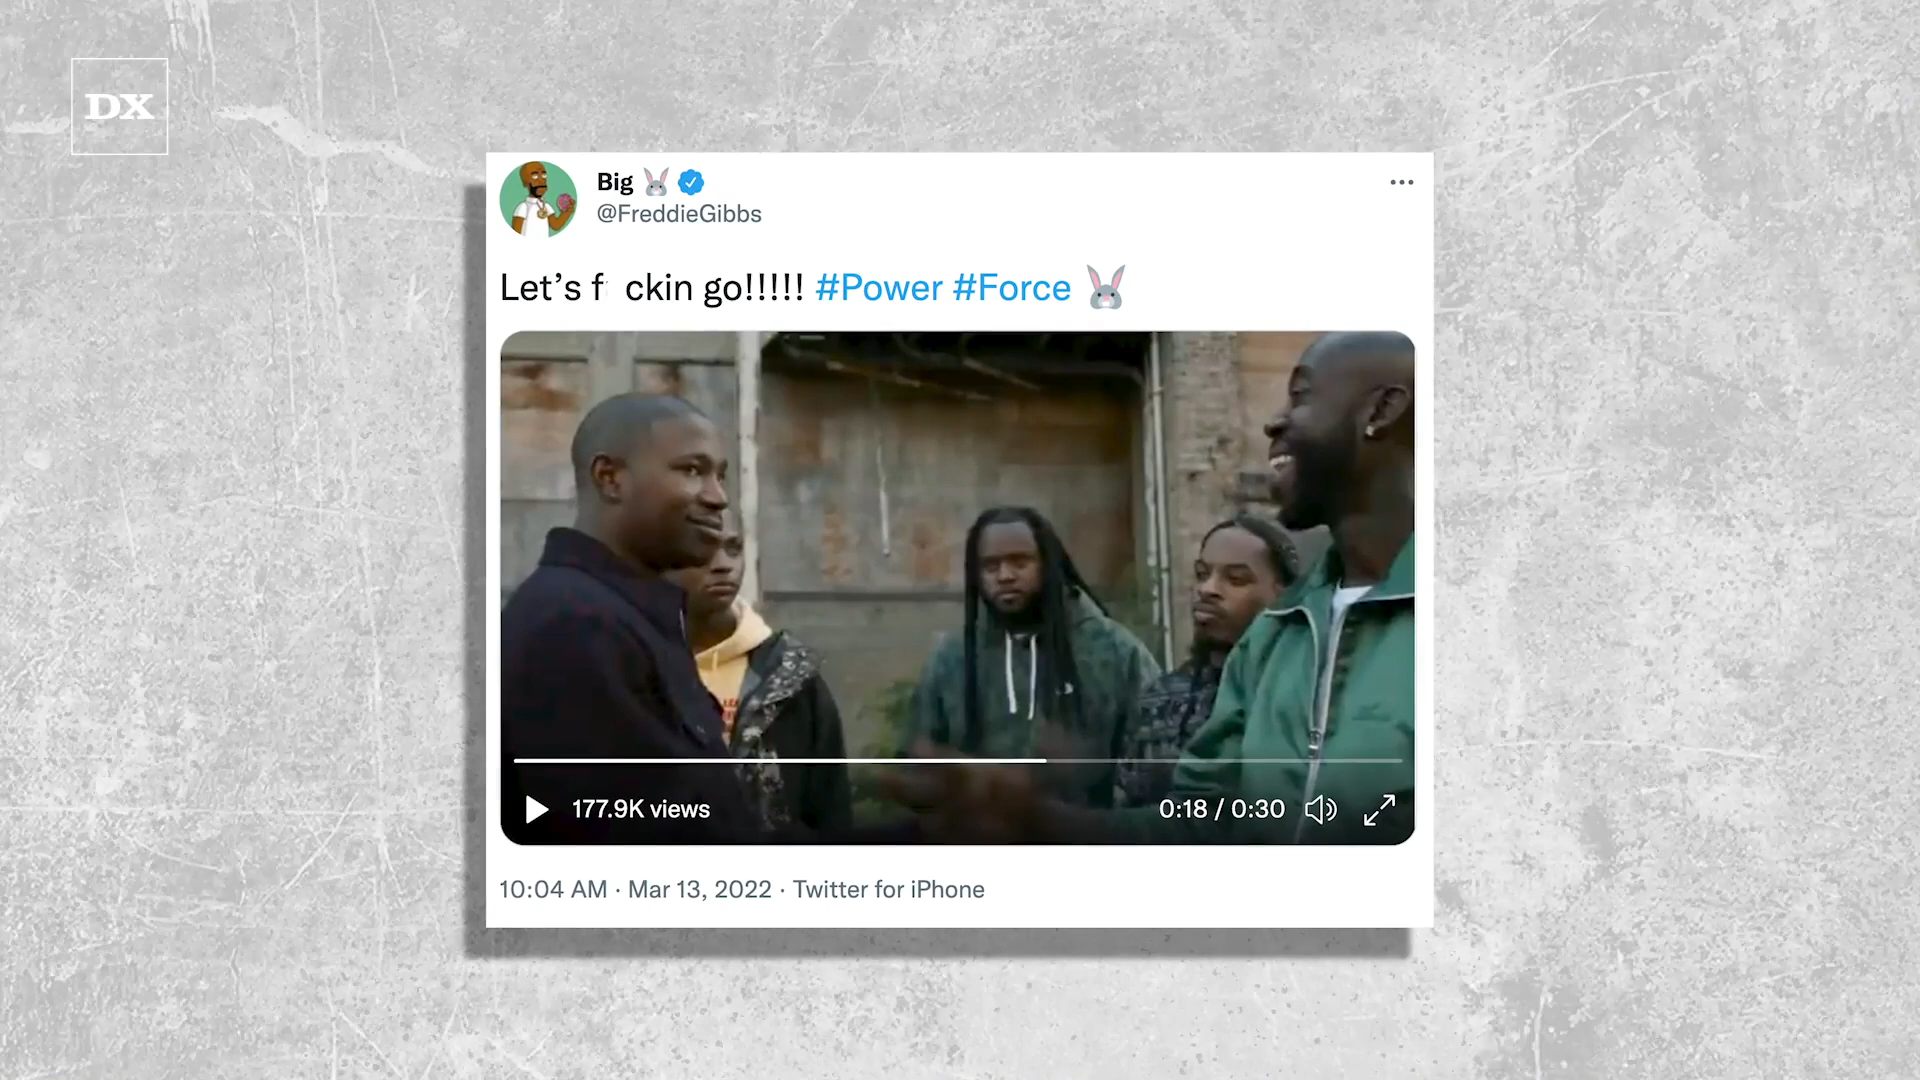 DX
Big 🐰
@FreddieGibbs
Let’s f ckin go!!!!! #Power #Force 🐰
177.9K views
0:18 / 0:30
10:04 AM · Mar 13, 2022 · Twitter for iPhone